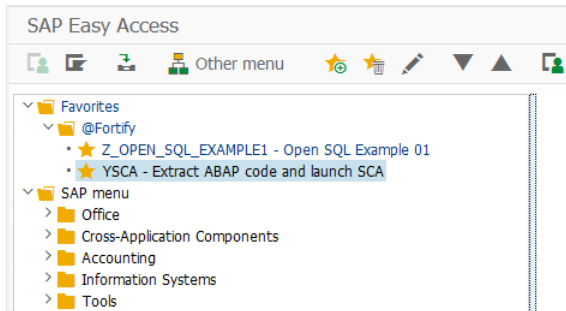 SAP Easy Access
Other menu
Favorites
@Fortify
Z_OPEN_SQL_EXAMPLE1 - Open SQL Example 01
YSCA - Extract ABAP code and launch SCA
SAP menu
Office
Cross-Application Components
Accounting
Information Systems
Tools